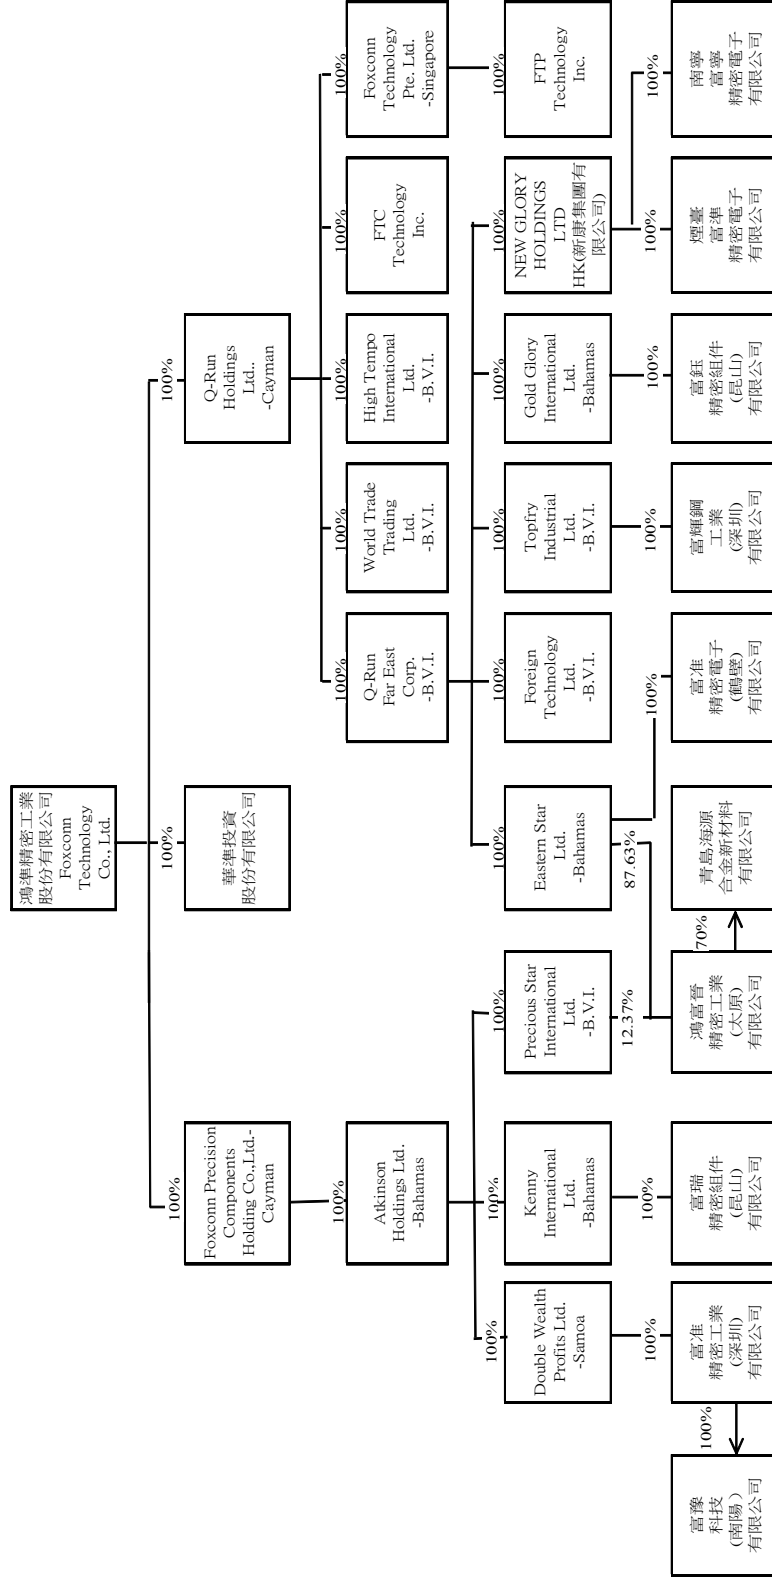 鴻準精密工業
股份有限公司
Foxconn
Technology
Co., Ltd.
100%
Foxconn Precision
Components
Holding Co.,Ltd.-
Cayman
100%
華準投資
股份有限公司
100%
Q-Run
Holdings
Ltd..
-Cayman
100%
Atkinson
Holdings Ltd.
-Bahamas
100%
Q-Run
Far East
Corp.
-B.V.I.
100%
World Trade
Trading
Ltd.
-B.V.I.
100%
High Tempo
International
Ltd.
-B.V.I.
100%
FTC
Technology
Inc.
100%
Foxconn
Technology
Pte. Ltd.
-Singapore
100%
Double Wealth
Profits Ltd.
-Samoa
100%
Kenny
International
Ltd.
-Bahamas
100%
Precious Star
International
Ltd.
-B.V.I.
100%
Eastern Star
Ltd.
-Bahamas
100%
Foreign
Technology
Ltd.
-B.V.I.
100%
Topfry
Industrial
Ltd.
-B.V.I.
100%
Gold Glory
International
Ltd.
-Bahamas
100%
NEW GLORY
HOLDINGS
LTD
HK(新康集團有
限公司)
100%
FTP
Technology
Inc.
100%
富豫
科技
(南陽)
有限公司
100%
富准
精密工業
(深圳)
有限公司
100%
富瑞
精密組件
(昆山)
有限公司
12.37%
87.63%
鴻富晉
精密工業
(太原)
有限公司
70%
青島海源
合金新材料
有限公司
100%
富准
精密電子
(鶴壁)
有限公司
100%
富輝鋼
工業
(深圳)
有限公司
100%
富鈺
精密組件
(昆山)
有限公司
100%
煙臺
富準
精密電子
有限公司
100%
南寧
富寧
精密電子
有限公司